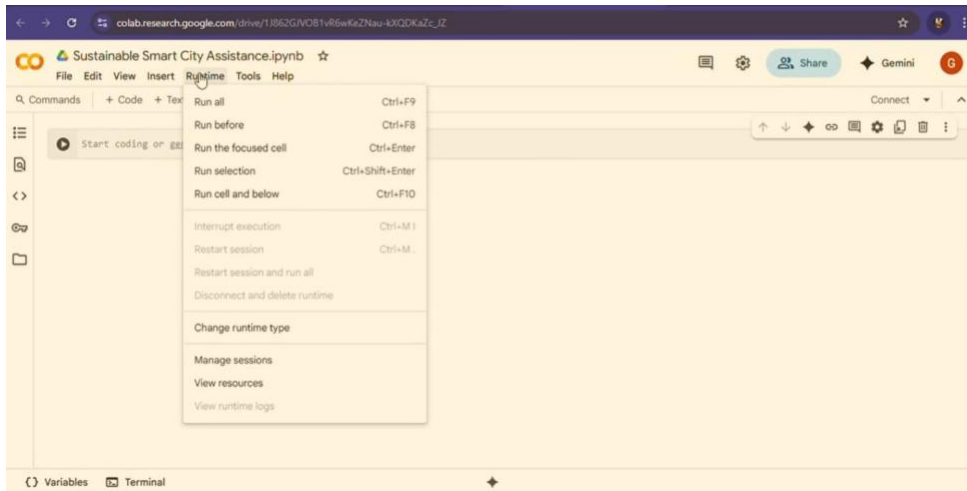 colab.research.google.com/drive/1J862GJVOB1vR6wKeZNau-kXQDKaZc_JZ
CO Sustainable Smart City Assistance.ipynb
File Edit View Insert Runtime Tools Help
Share Gemini G
Commands + Code + Tex Connect
Run all Ctrl+F9
Run before Ctrl+F8
Start coding or ge
Run the focused cell Ctrl+Enter
Run selection Ctrl+Shift+Enter
Run cell and below Ctrl+F10
Interrupt execution Ctrl+M I
Restart session Ctrl+M .
Restart session and run all
Disconnect and delete runtime
Change runtime type
Manage sessions
View resources
View runtime logs
Variables Terminal